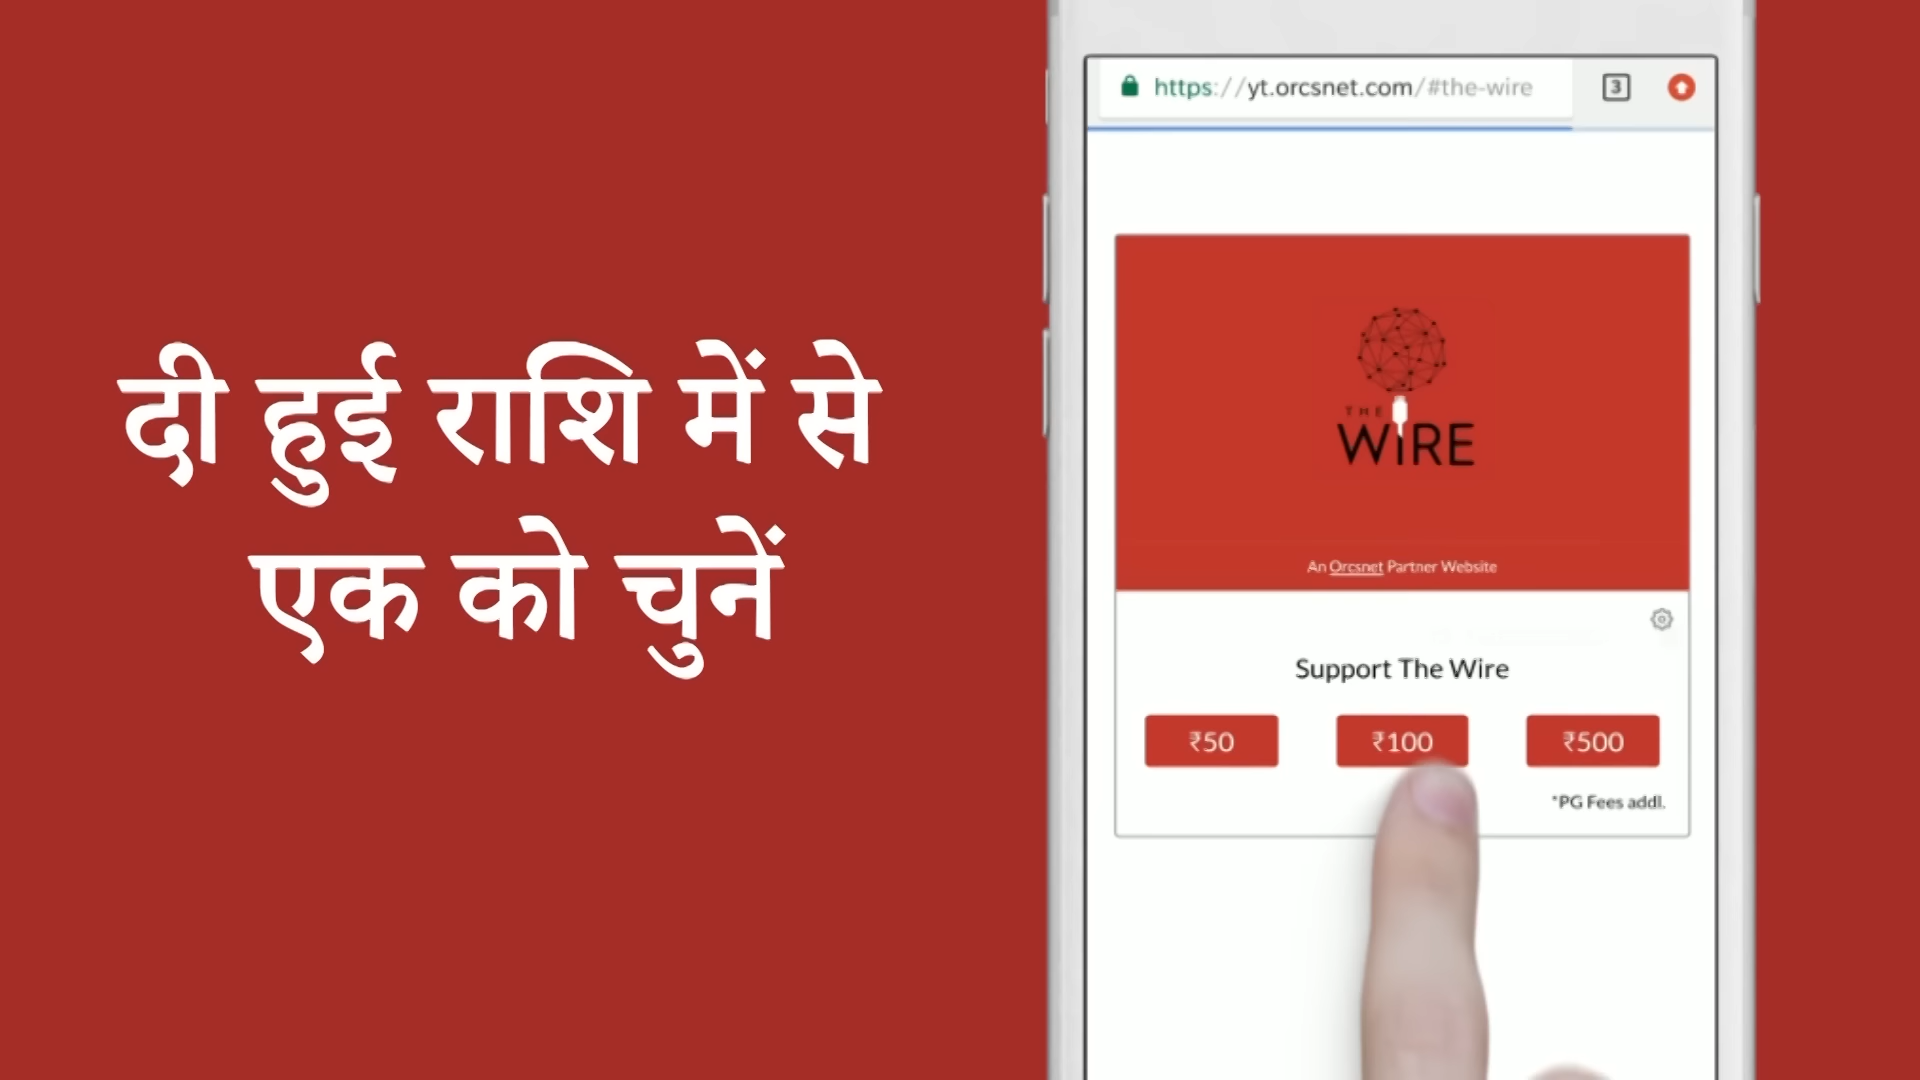 दी हुई राशि में से
एक को चुनें
https://yt.orcsnet.com/#the-wire
3
THE
WIRE
An Orcsnet Partner Website
Support The Wire
₹50 ₹100 ₹500
*PG Fees addl.